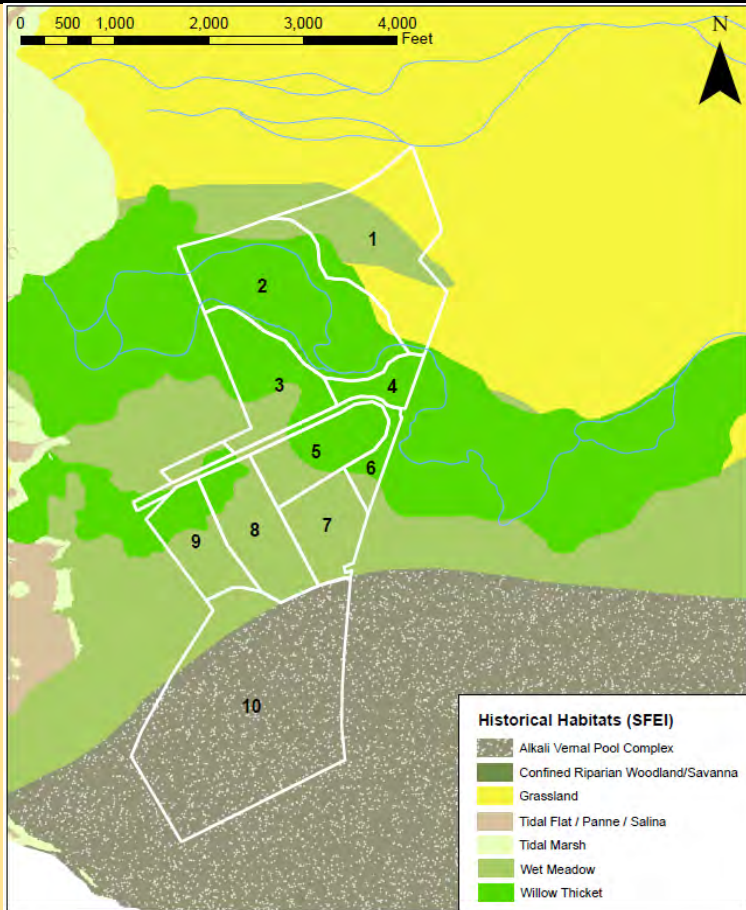 0 500 1,000 2,000 3,000 4,000
Feet
N
1
2
3
4
5
6
7
8
9
10
Historical Habitats (SFEI)
Alkali Vernal Pool Complex
Confined Riparian Woodland/Savanna
Grassland
Tidal Flat / Panne / Salina
Tidal Marsh
Wet Meadow
Willow Thicket